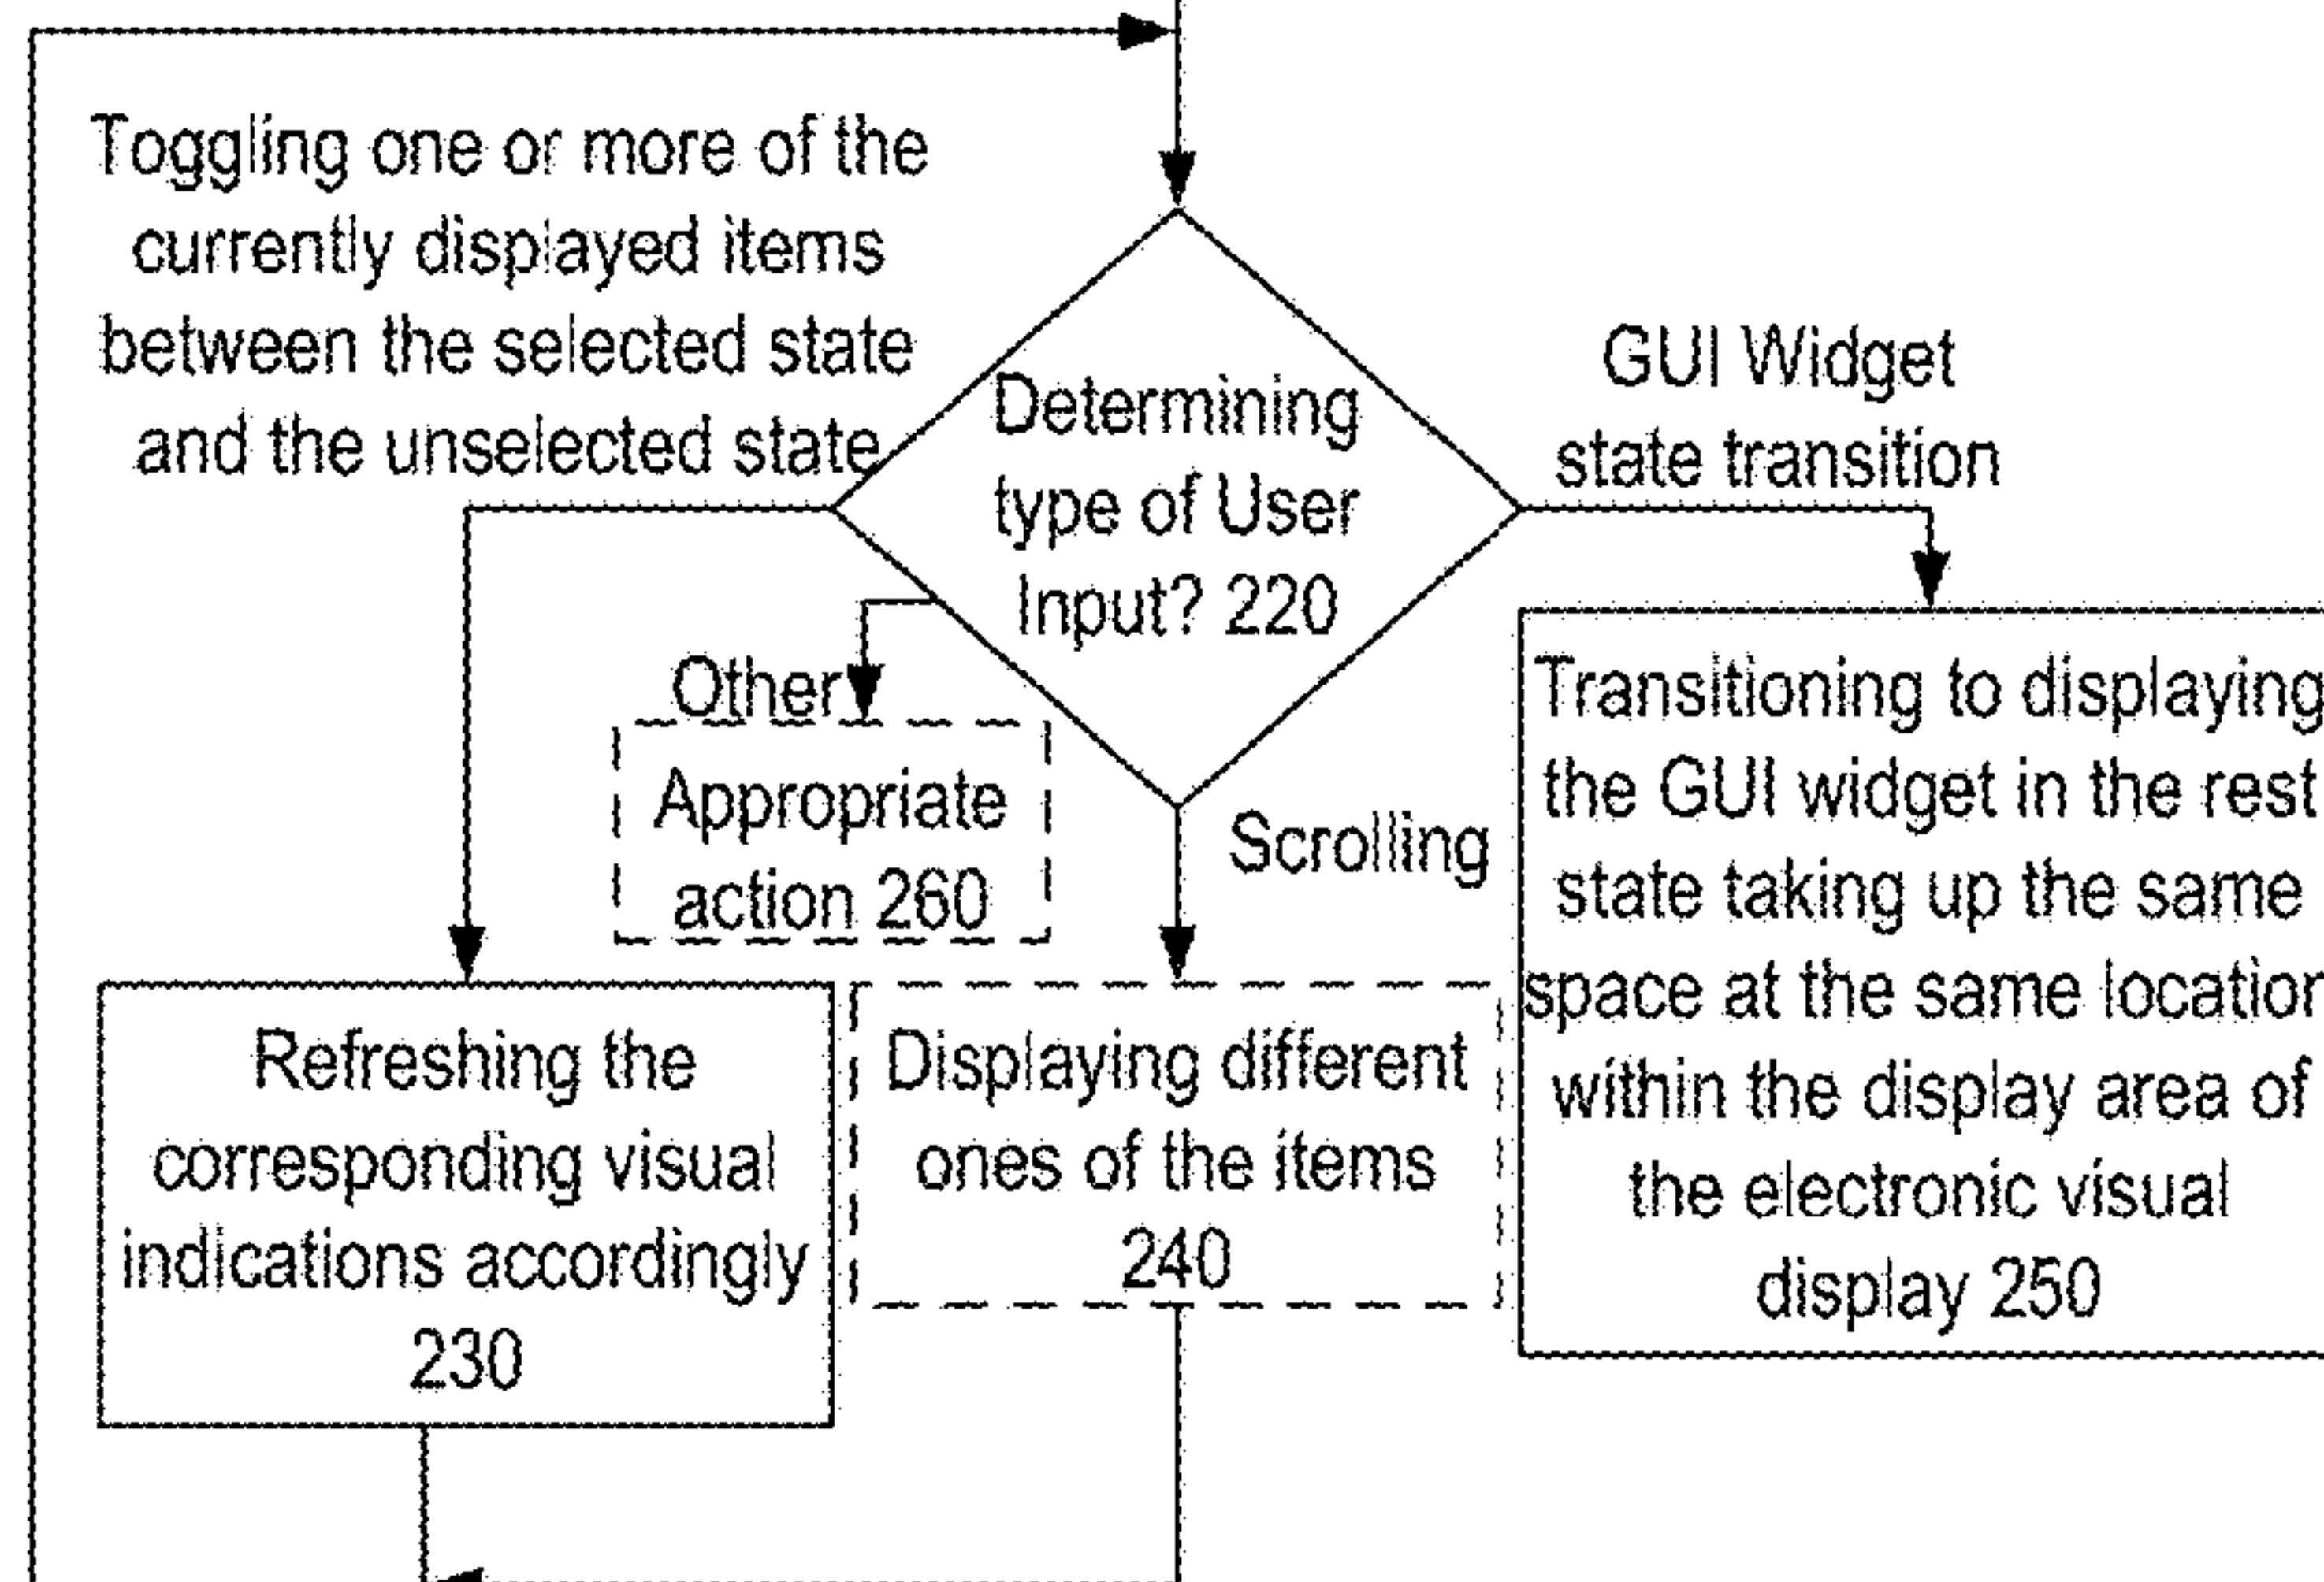 Toggling one or more of the
currently displayed items
between the selected state
and the unselected state
Determining
type of User
Input? 220
GUI Widget
state transition
Other
Appropriate
action 260
Scrolling
Refreshing the
corresponding visual
indications accordingly
230
Displaying different
ones of the items
240
Transitioning to displaying
the GUI widget in the rest
state taking up the same
space at the same location
within the display area of
the electronic visual
display 250